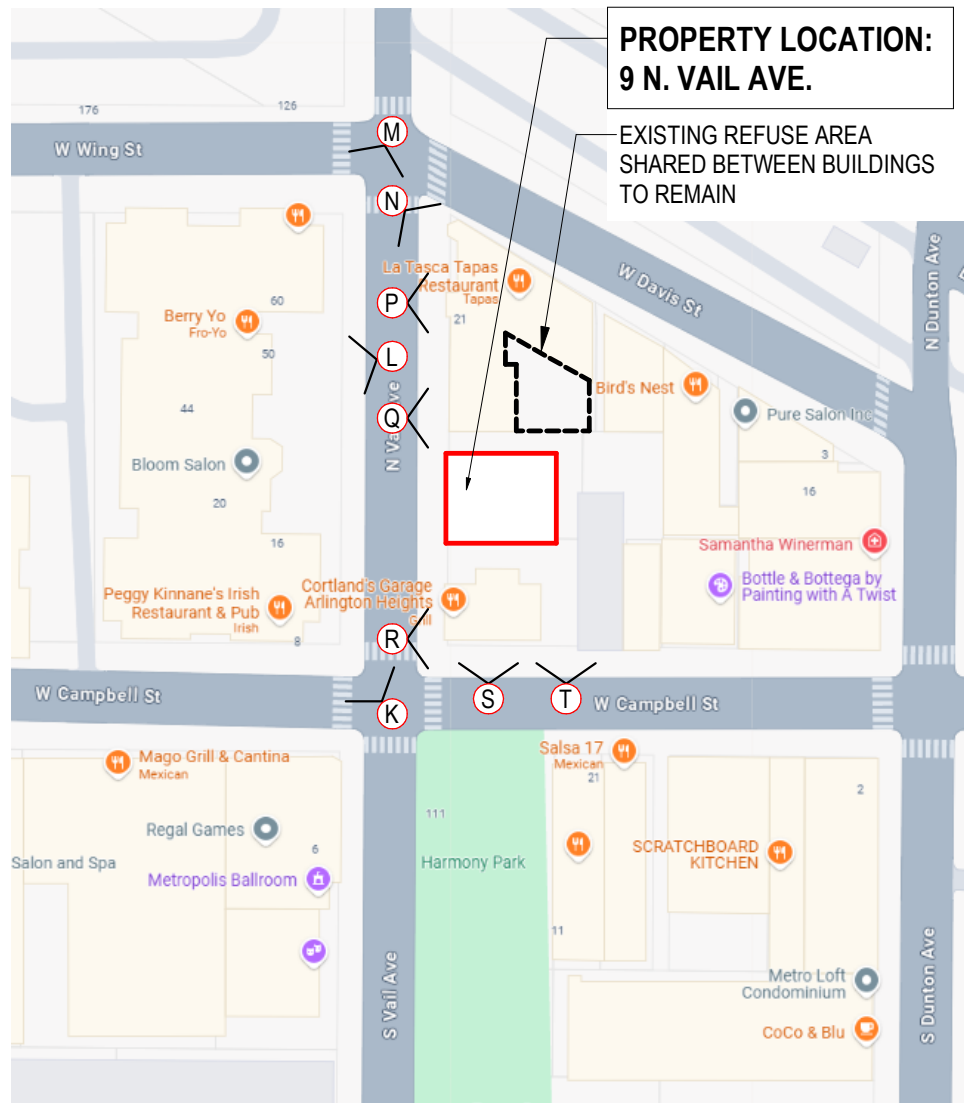 PROPERTY LOCATION:
9 N. VAIL AVE.
EXISTING REFUSE AREA
SHARED BETWEEN BUILDINGS
TO REMAIN
176
126
W Wing St
M
N
La Tasca Tapas
Restaurant
Tapas
W Davis St
N Dunton Ave
60
P
21
Berry Yo
Fro-Yo
50
L
Bird's Nest
44
Q
Pure Salon Inc
N Vail Ave
3
Bloom Salon
16
20
16
Samantha Winerman
Cortland's Garage
Arlington Heights
Grill
Bottle & Bottega by
Painting with A Twist
Peggy Kinnane's Irish
Restaurant & Pub
Irish
8
R
W Campbell St
K
S
T
W Campbell St
Mago Grill & Cantina
Mexican
Salsa 17
Mexican
21
2
111
Regal Games
6
Salon and Spa
Harmony Park
SCRATCHBOARD
KITCHEN
Metropolis Ballroom
11
S Vail Ave
Metro Loft
Condominium
S Dunton Ave
CoCo & Blu